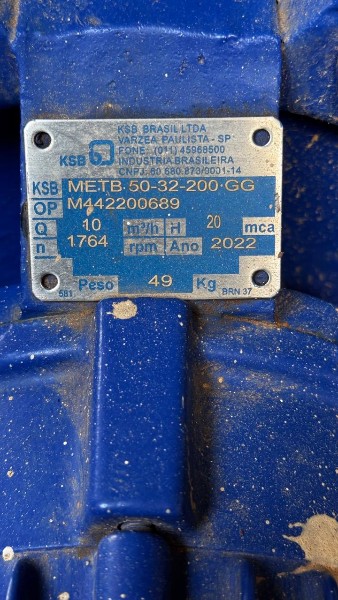 KSB BRASIL LTDA
VARZEA PAULISTA - SP
FONE: (011) 45968500
INDUSTRIA BRASILEIRA
CNPJ: 60 680 873/0001-14
KSB
KSB METB 50-32-200 GG
OP M442200689
Q 10 m³/h H 20 mca
n 1764 rpm Ano 2022
Peso 49 Kg
581 BRN 37